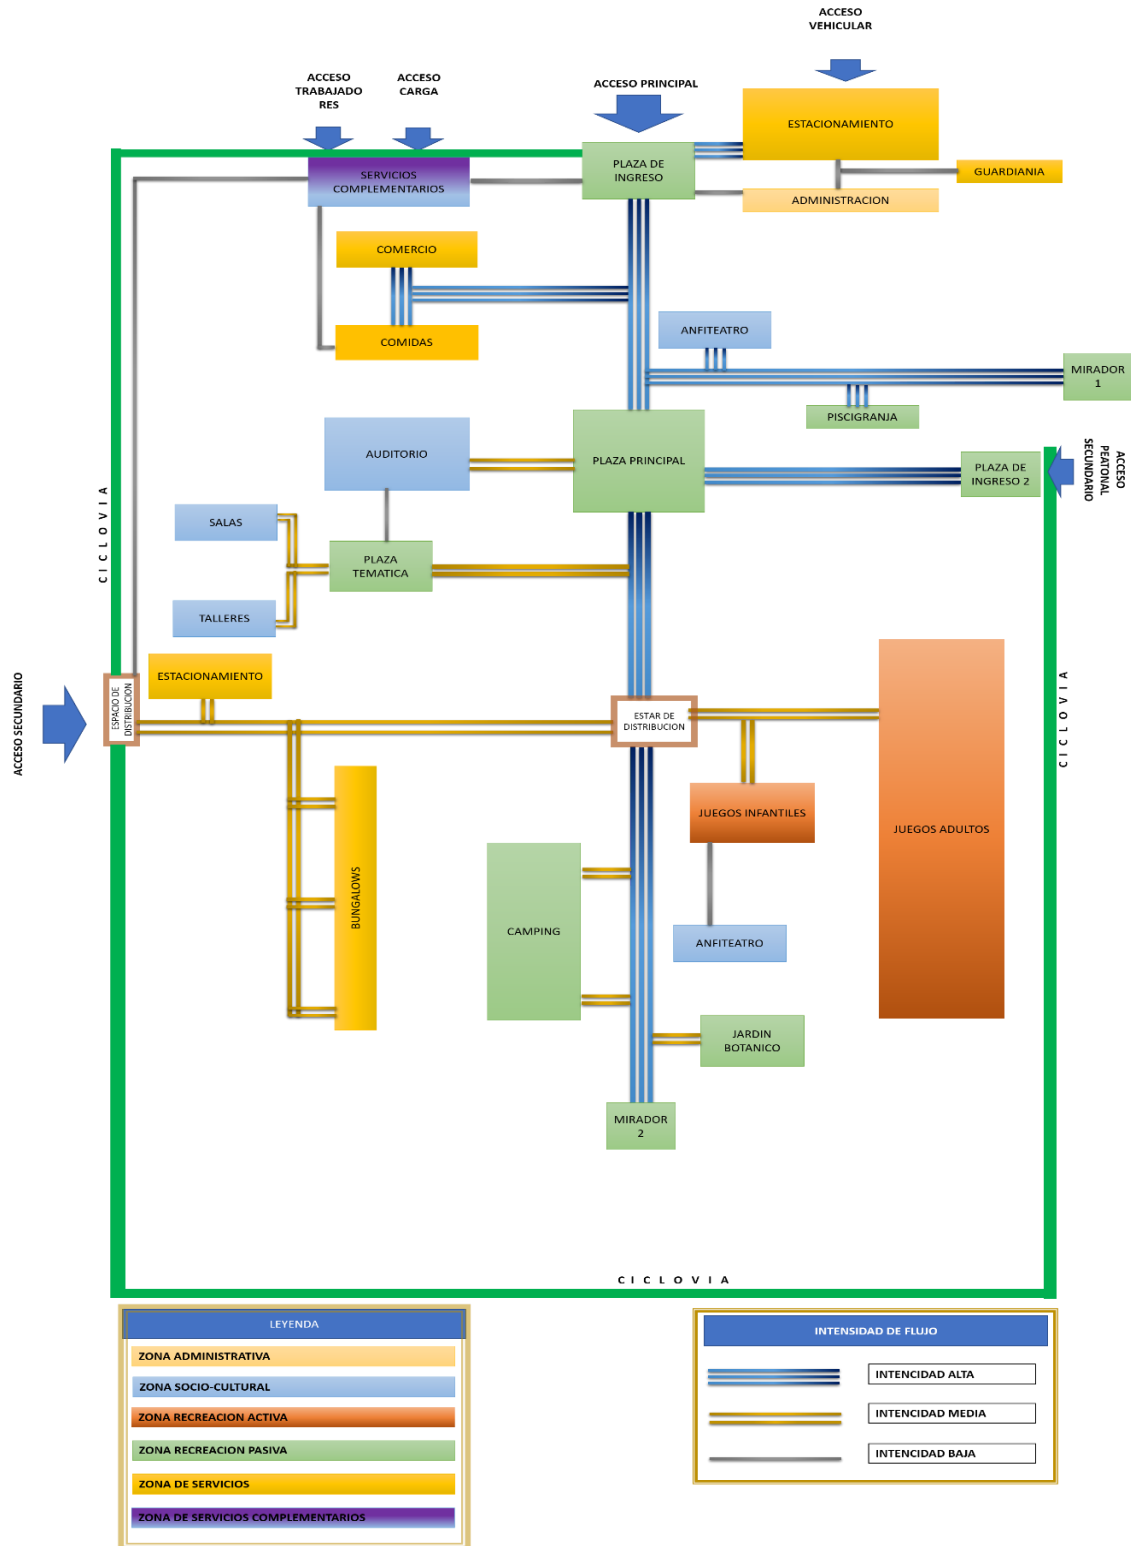 ACCESO
VEHICULAR
ACCESO
TRABAJADO
RES
ACCESO
CARGA
ACCESO PRINCIPAL
ESTACIONAMIENTO
PLAZA DE
INGRESO
SERVICIOS
COMPLEMENTARIOS
GUARDIANIA
ADMINISTRACION
COMERCIO
ANFITEATRO
COMIDAS
MIRADOR
1
PISCIGRANJA
AUDITORIO
PLAZA PRINCIPAL
PLAZA DE
INGRESO 2
ACCESO
PEATONAL
SECUNDARIO
CICLOVIA
SALAS
PLAZA
TEMATICA
TALLERES
ESTACIONAMIENTO
ACCESO SECUNDARIO
ESPACIO DE
DISTRIBUCION
ESTAR DE
DISTRIBUCION
CICLOVIA
JUEGOS INFANTILES
JUEGOS ADULTOS
BUNGALOWS
CAMPING
ANFITEATRO
JARDIN
BOTANICO
MIRADOR
2
CICLOVIA
LEYENDA
ZONA ADMINISTRATIVA
ZONA SOCIO-CULTURAL
ZONA RECREACION ACTIVA
ZONA RECREACION PASIVA
ZONA DE SERVICIOS
ZONA DE SERVICIOS COMPLEMENTARIOS
INTENSIDAD DE FLUJO
INTENCIDAD ALTA
INTENCIDAD MEDIA
INTENCIDAD BAJA